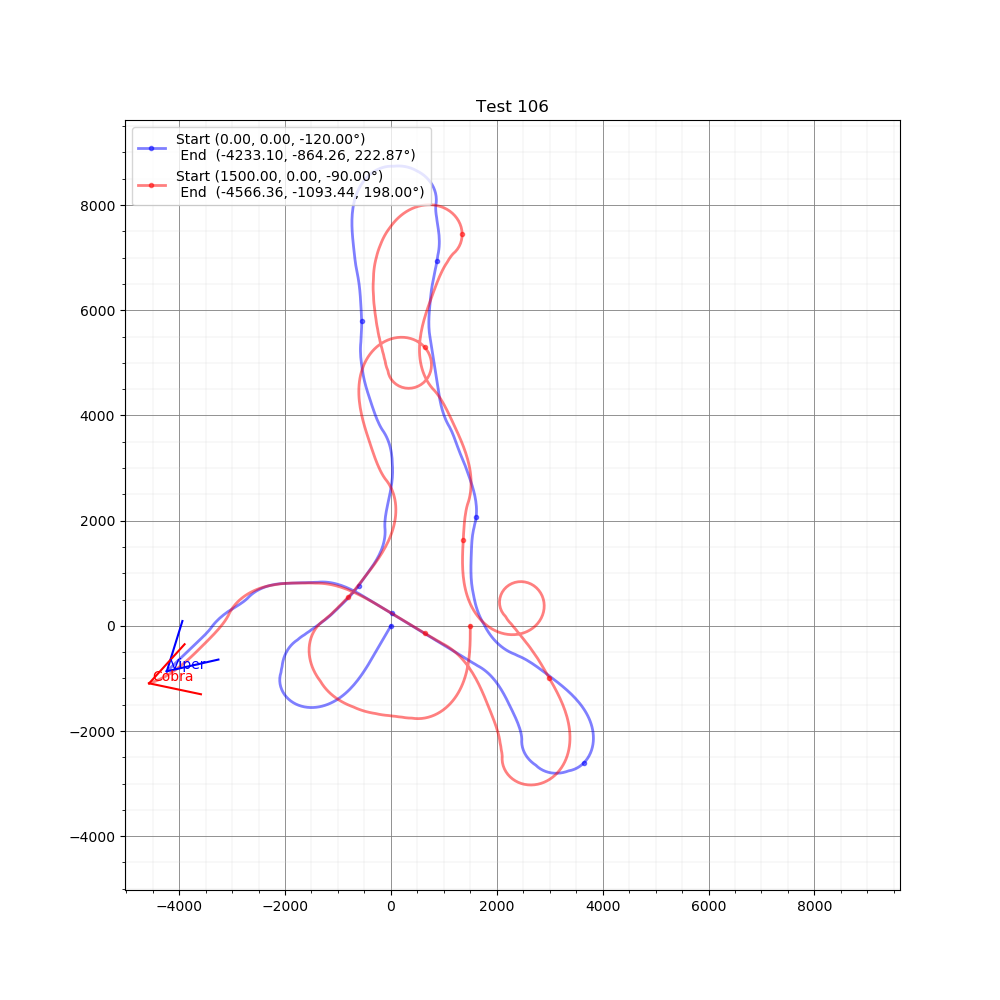 Test 106
Start (0.00, 0.00, -120.00°)
End (-4233.10, -864.26, 222.87°)
Start (1500.00, 0.00, -90.00°)
End (-4566.36, -1093.44, 198.00°)
8000
6000
4000
2000
0
Viper
Cobra
−2000
−4000
−4000 −2000 0 2000 4000 6000 8000